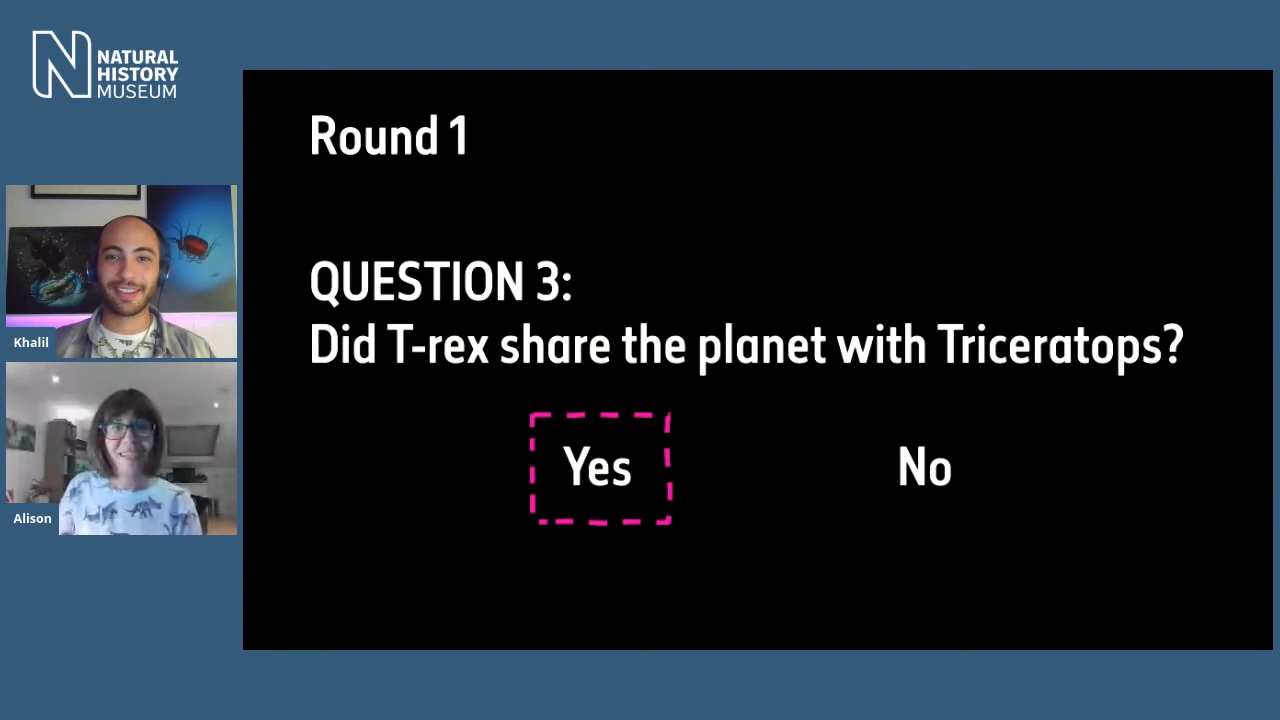 NATURAL
HISTORY
MUSEUM
Round 1
QUESTION 3:
Did T-rex share the planet with Triceratops?
Yes
No
Khalil
Alison